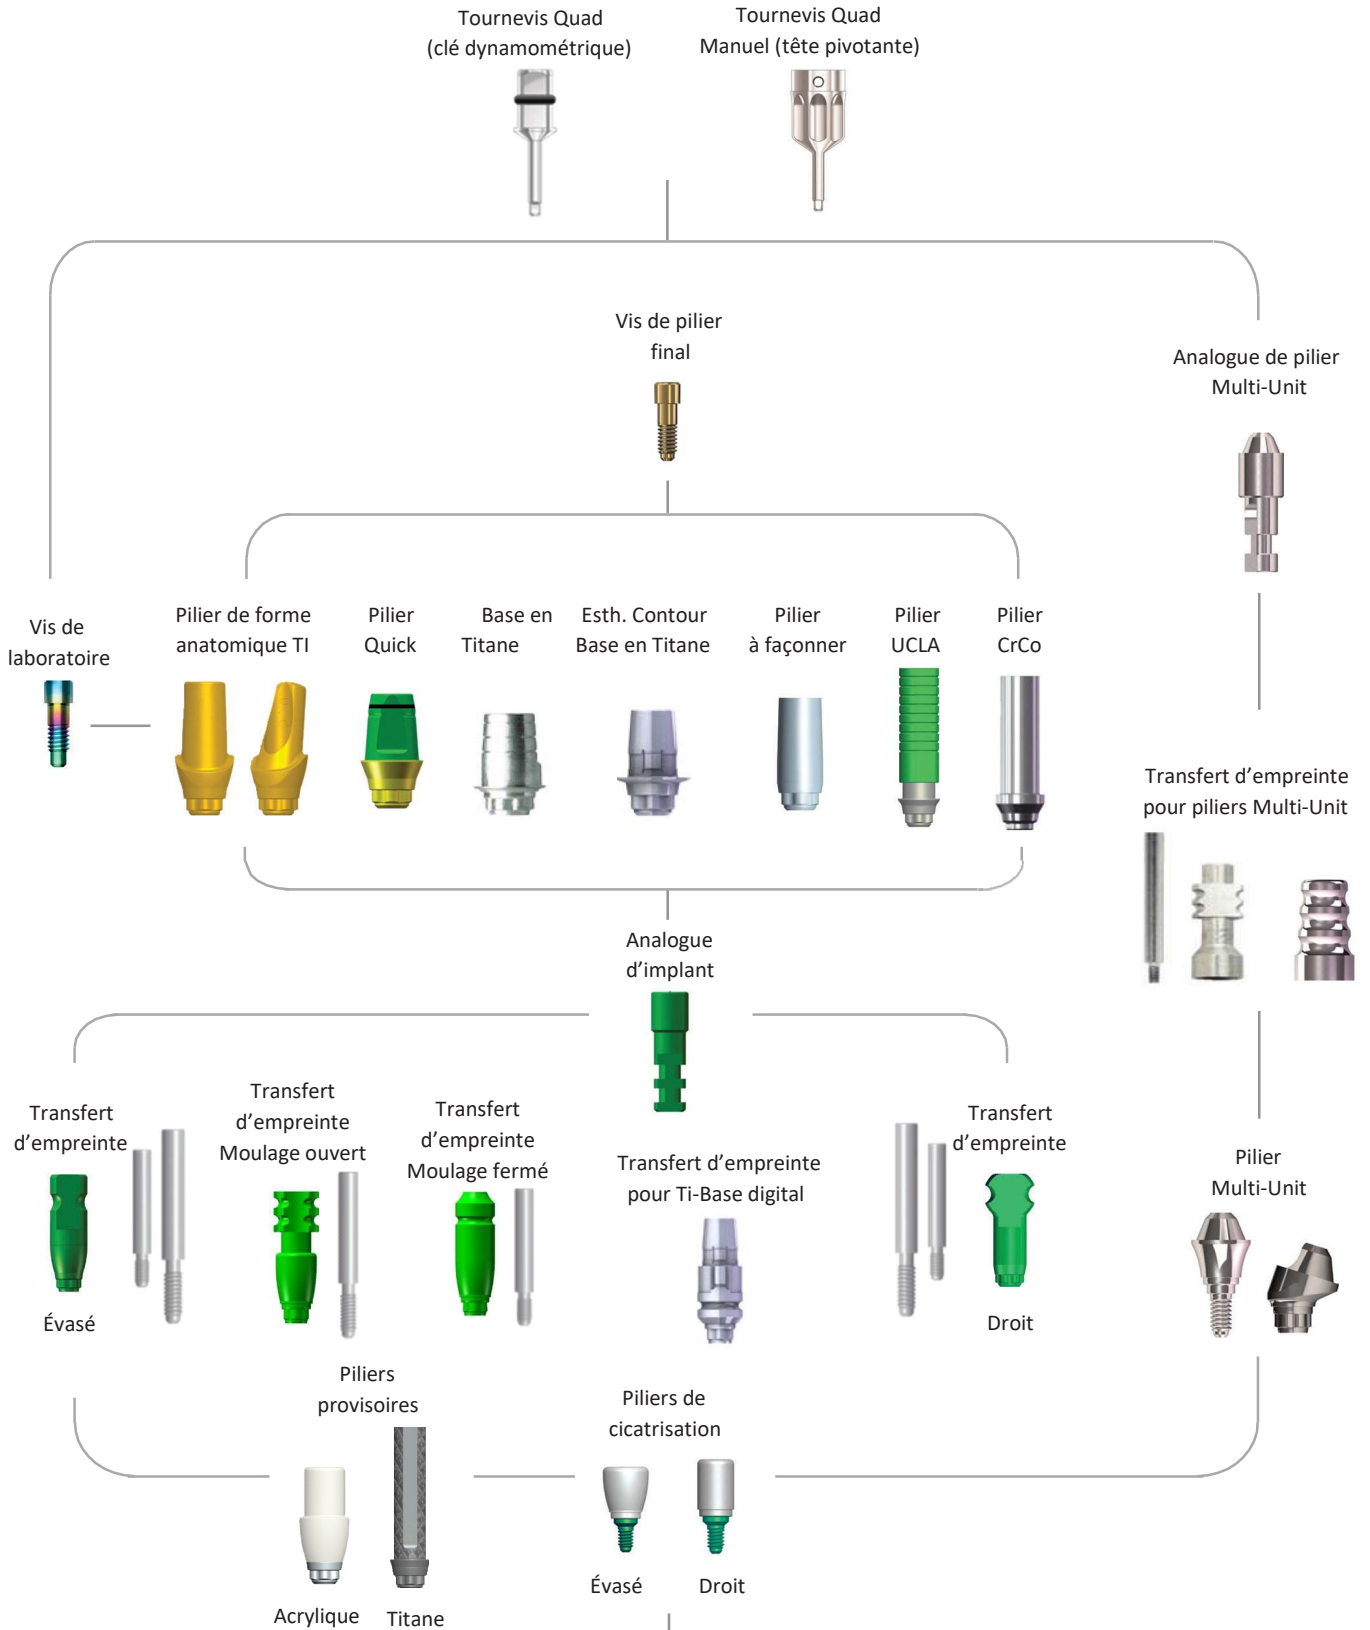 Tournevis Quad
(clé dynamométrique)
Tournevis Quad
Manuel (tête pivotante)
Vis de pilier
final
Analogue de pilier
Multi-Unit
Vis de
laboratoire
Pilier de forme
anatomique TI
Pilier
Quick
Base en
Titane
Esth. Contour
Base en Titane
Pilier
à façonner
Pilier
UCLA
Pilier
CrCo
Transfert d’empreinte
pour piliers Multi-Unit
Analogue
d’implant
Transfert
d’empreinte
Évasé
Transfert
d’empreinte
Moulage ouvert
Transfert
d’empreinte
Moulage fermé
Transfert d’empreinte
pour Ti-Base digital
Transfert
d’empreinte
Droit
Pilier
Multi-Unit
Piliers
provisoires
Acrylique
Titane
Piliers de
cicatrisation
Évasé
Droit